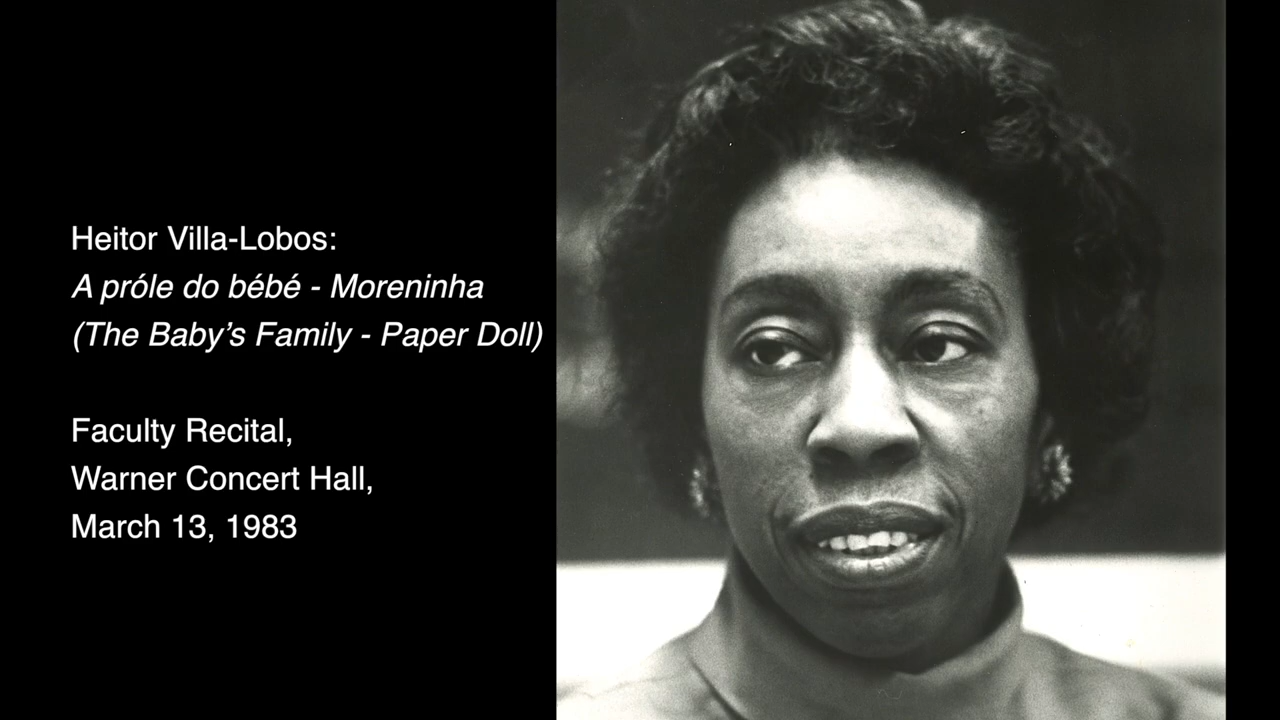 Heitor Villa-Lobos:
A próle do bébé - Moreninha
(The Baby’s Family - Paper Doll)
Faculty Recital,
Warner Concert Hall,
March 13, 1983